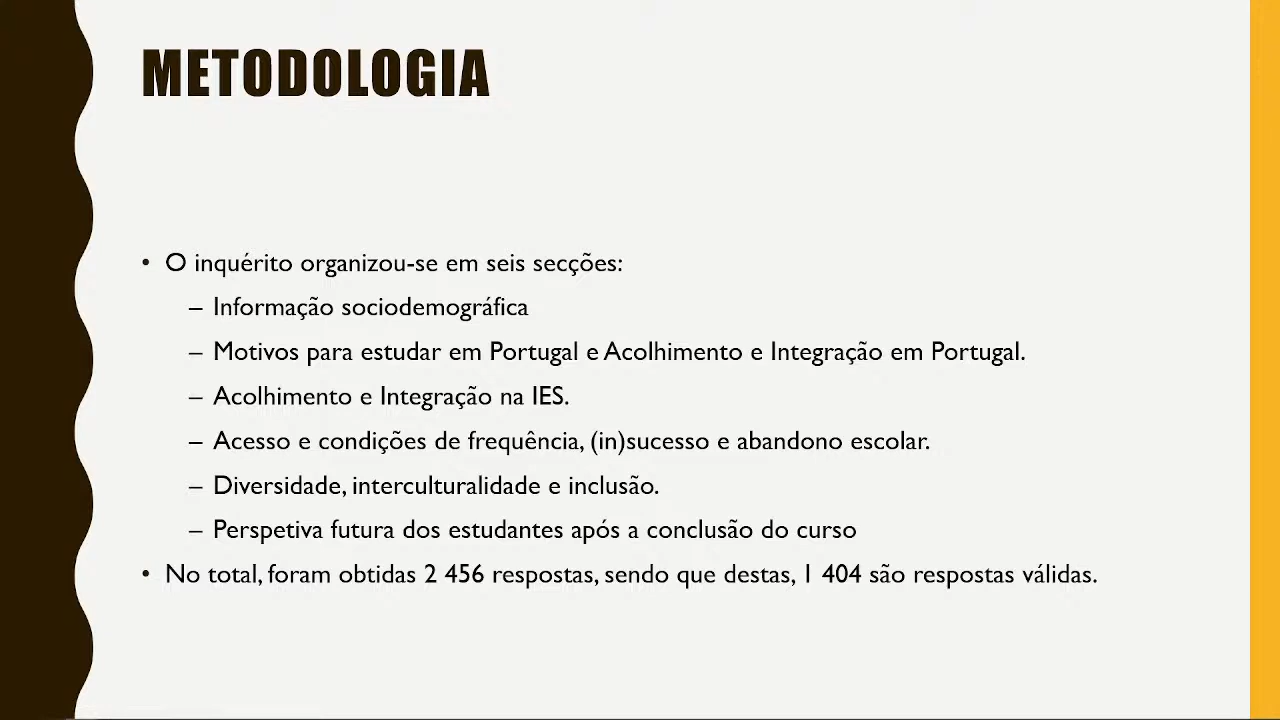 METODOLOGIA
• O inquérito organizou-se em seis secções:
– Informação sociodemográfica
– Motivos para estudar em Portugal e Acolhimento e Integração em Portugal.
– Acolhimento e Integração na IES.
– Acesso e condições de frequência, (in)sucesso e abandono escolar.
– Diversidade, interculturalidade e inclusão.
– Perspetiva futura dos estudantes após a conclusão do curso
• No total, foram obtidas 2 456 respostas, sendo que destas, 1 404 são respostas válidas.